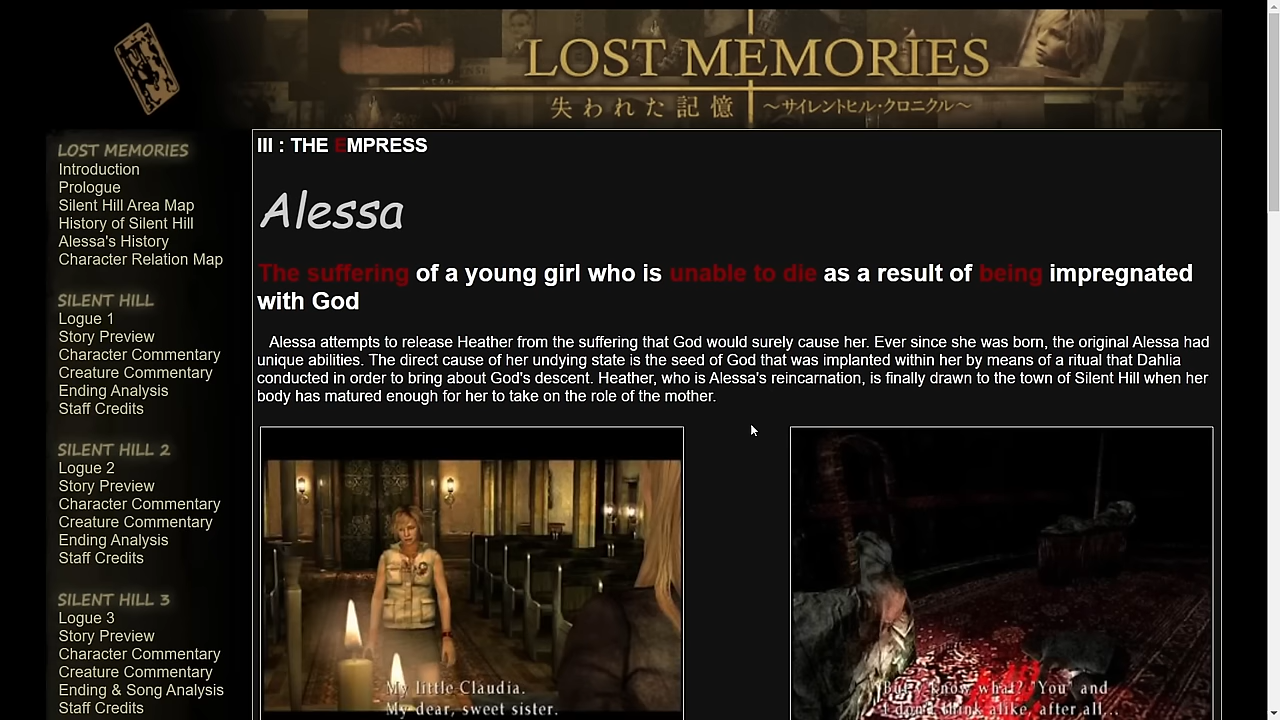 LOST MEMORIES
失われた記憶 ～サイレントヒル・クロニクル～
LOST MEMORIES
Introduction
Prologue
Silent Hill Area Map
History of Silent Hill
Alessa's History
Character Relation Map
SILENT HILL
Logue 1
Story Preview
Character Commentary
Creature Commentary
Ending Analysis
Staff Credits
SILENT HILL 2
Logue 2
Story Preview
Character Commentary
Creature Commentary
Ending Analysis
Staff Credits
SILENT HILL 3
Logue 3
Story Preview
Character Commentary
Creature Commentary
Ending & Song Analysis
Staff Credits
III : THE EMPRESS
Alessa
The suffering of a young girl who is unable to die as a result of being impregnated
with God
Alessa attempts to release Heather from the suffering that God would surely cause her. Ever since she was born, the original Alessa had
unique abilities. The direct cause of her undying state is the seed of God that was implanted within her by means of a ritual that Dahlia
conducted in order to bring about God's descent. Heather, who is Alessa's reincarnation, is finally drawn to the town of Silent Hill when her
body has matured enough for her to take on the role of the mother.
My little Claudia.
My dear, sweet sister.
But y'know what? "You" and
I don't think alike, after all...